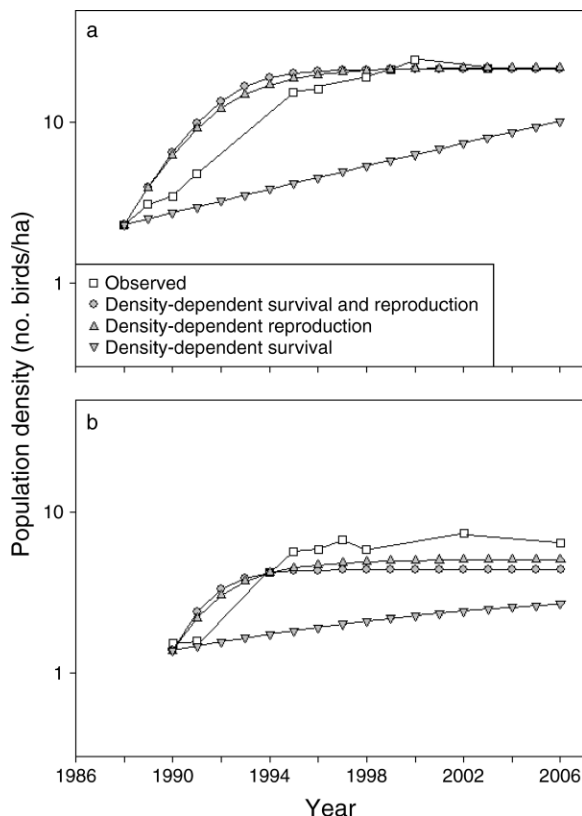 a
10
1
Observed
Density-dependent survival and reproduction
Density-dependent reproduction
Density-dependent survival
Population density (no. birds/ha)
b
10
1
1986 1990 1994 1998 2002 2006
Year